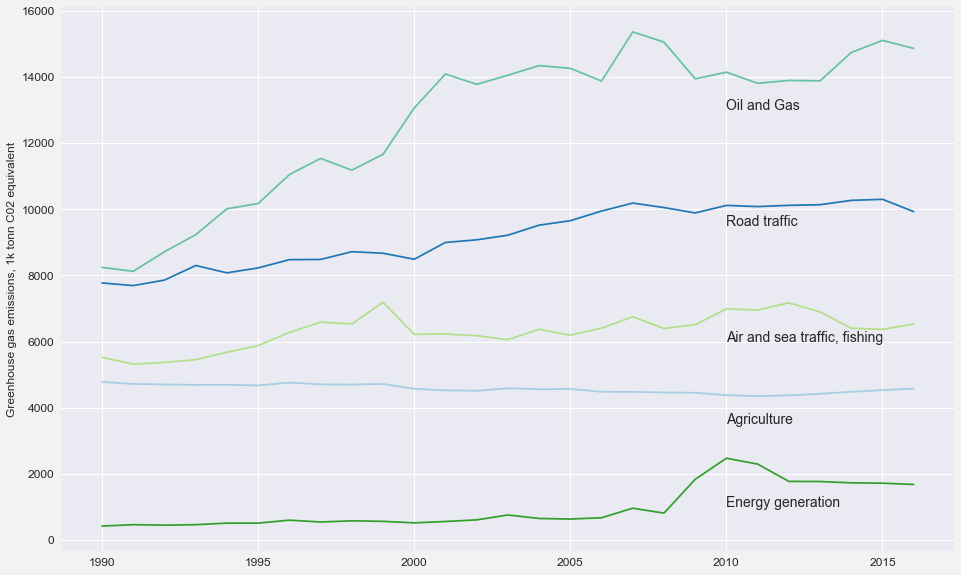 Greenhouse gas emissions, 1k tonn C02 equivalent
16000
14000
12000
10000
8000
6000
4000
2000
0
Oil and Gas
Road traffic
Air and sea traffic, fishing
Agriculture
Energy generation
1990 1995 2000 2005 2010 2015